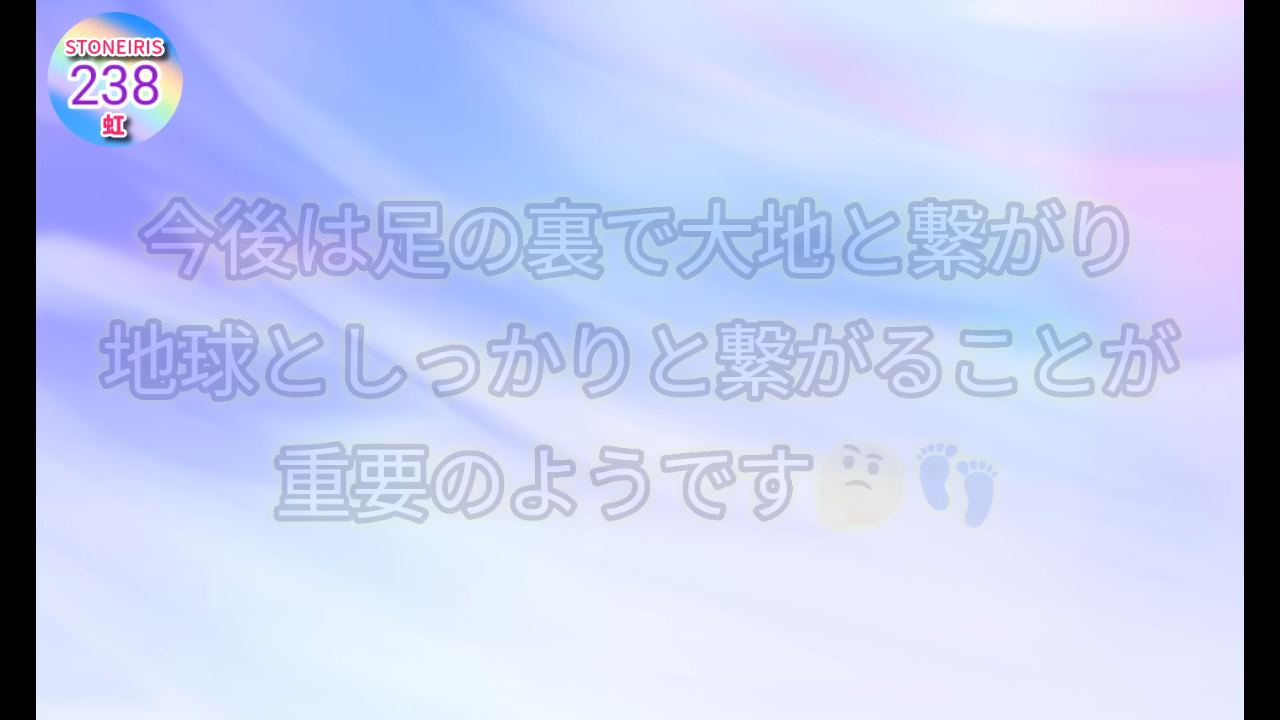 STONEIRIS
238
虹
今後は足の裏で大地と繋がり
地球としっかりと繋がることが
重要のようです🤔👣